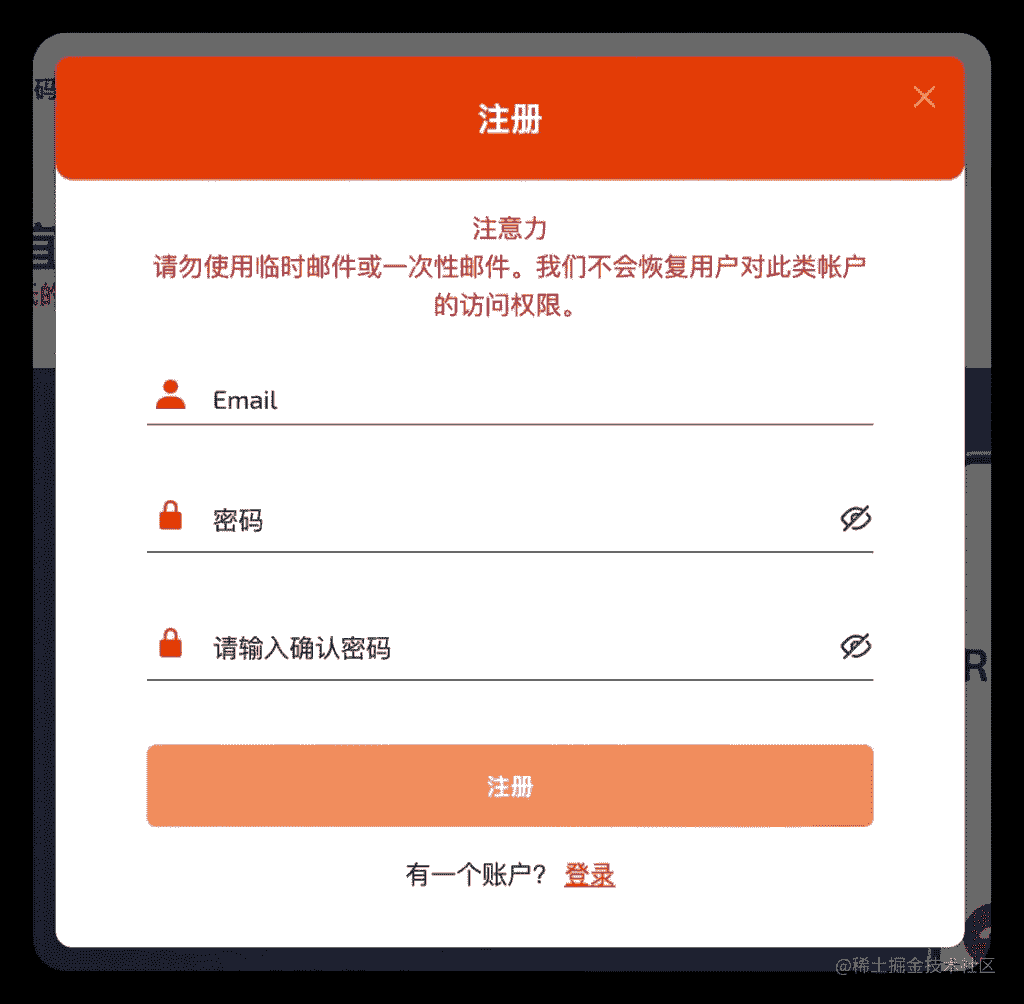 码
注册
注意力
请勿使用临时邮件或一次性邮件。我们不会恢复用户对此类帐户
的访问权限。
Email
密码
请输入确认密码
R
注册
有一个账户? 登录
@稀土掘金技术社区